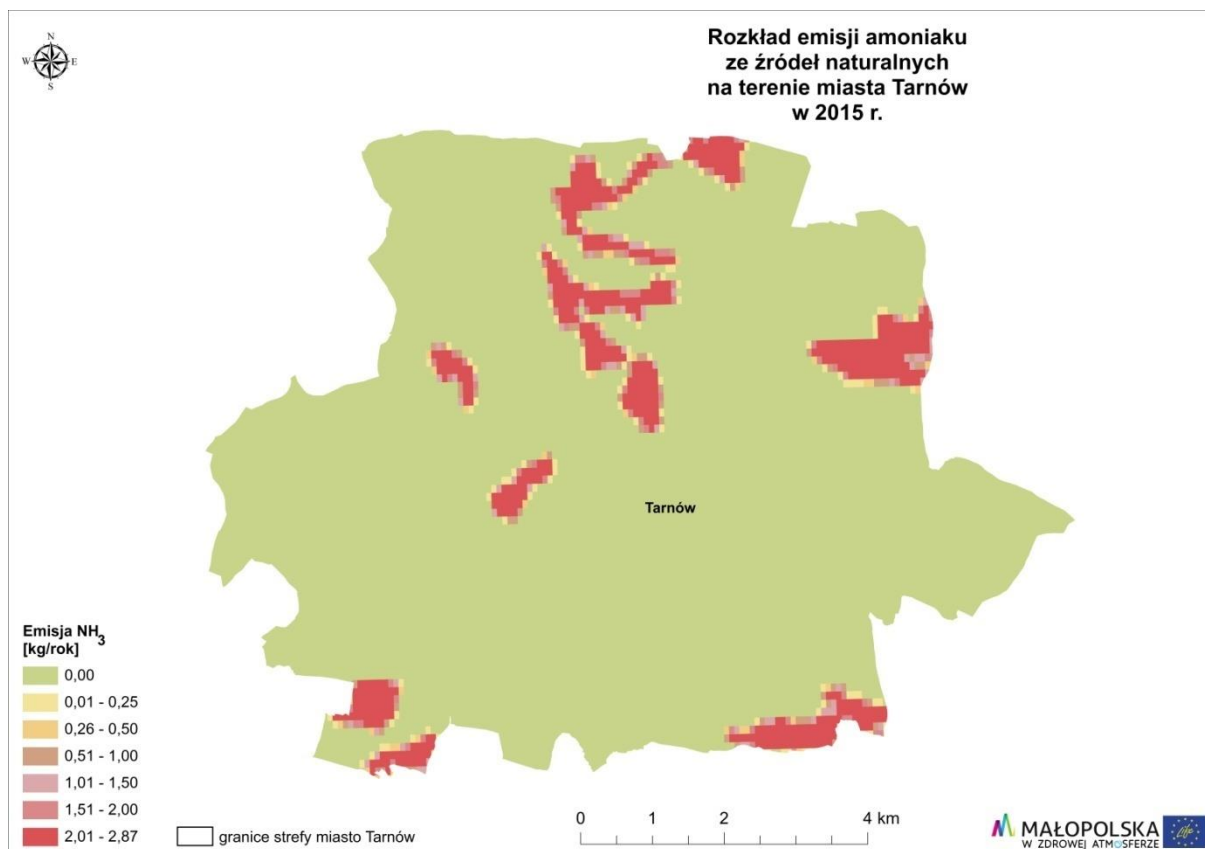 N
W E
S
Rozkład emisji amoniaku
ze źródeł naturalnych
na terenie miasta Tarnów
w 2015 r.
Tarnów
Emisja NH3
[kg/rok]
0,00
0,01 - 0,25
0,26 - 0,50
0,51 - 1,00
1,01 - 1,50
1,51 - 2,00
2,01 - 2,87
granice strefy miasto Tarnów
0 1 2 4 km
MAŁOPOLSKA
W ZDROWEJ ATMOSFERZE
Life